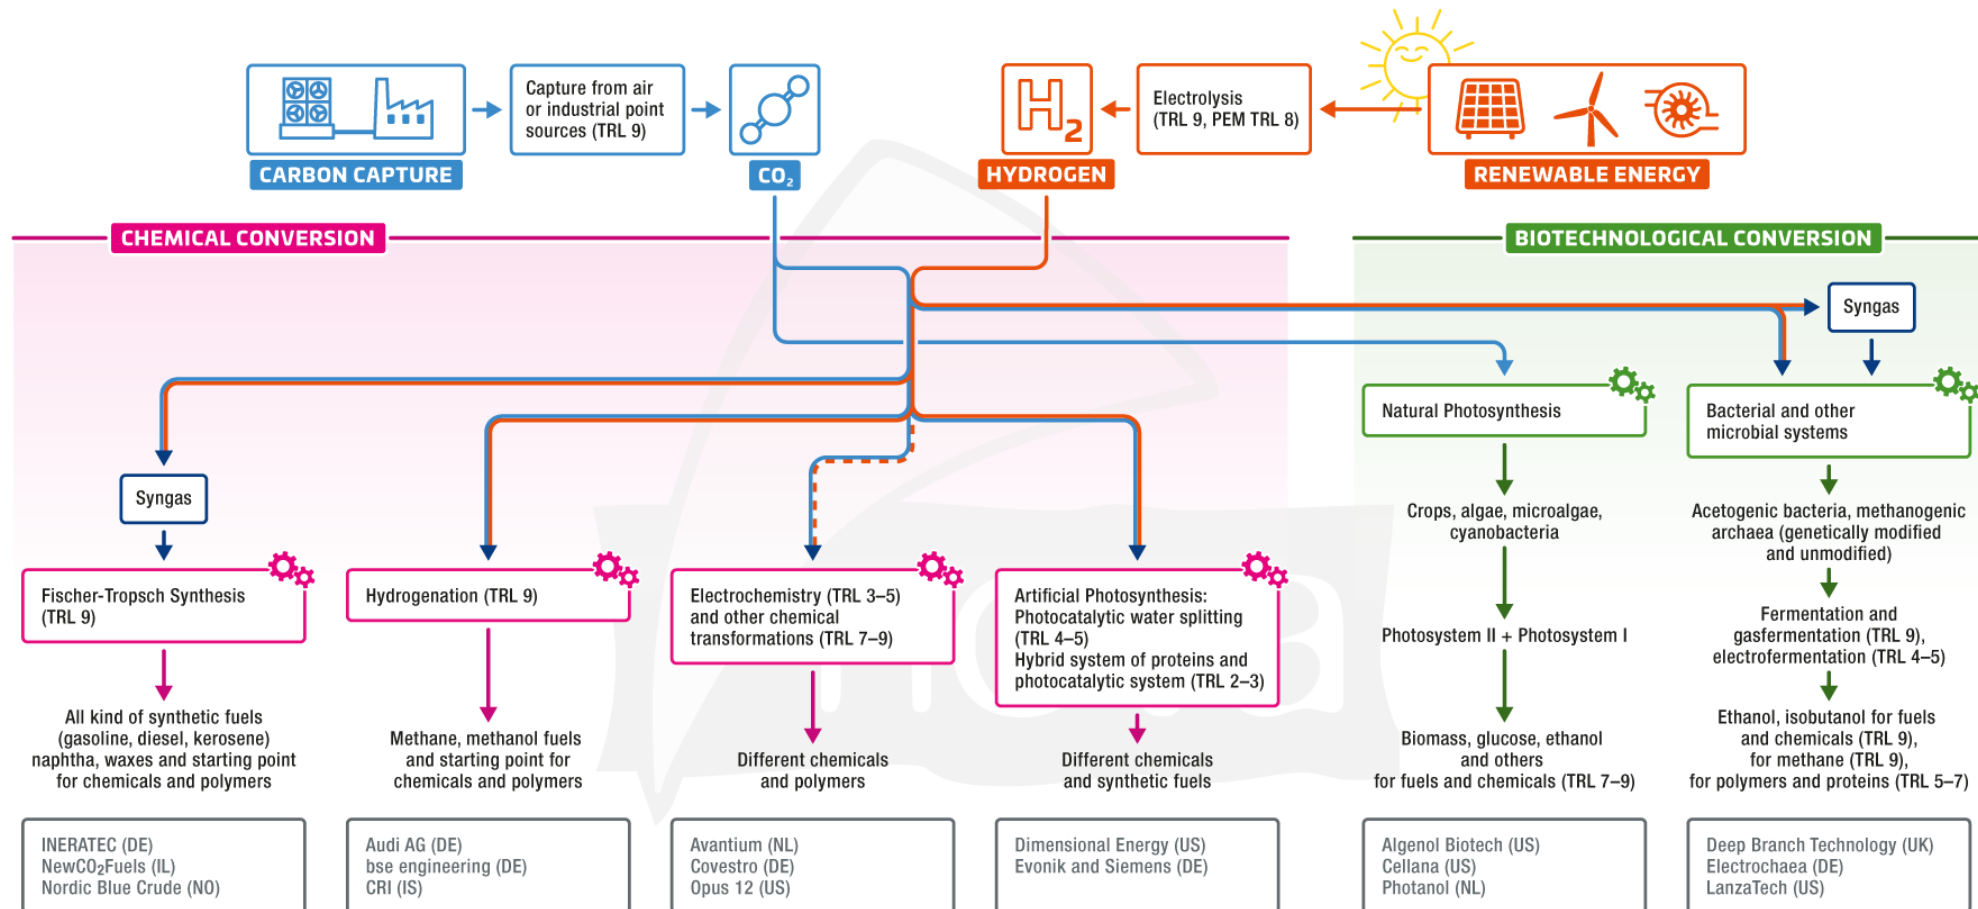 Capture from air
or industrial point
sources (TRL 9)
H2
Electrolysis
(TRL 9, PEM TRL 8)
CARBON CAPTURE
CO₂
HYDROGEN
RENEWABLE ENERGY
CHEMICAL CONVERSION
BIOTECHNOLOGICAL CONVERSION
Syngas
Syngas
Fischer-Tropsch Synthesis
(TRL 9)
All kind of synthetic fuels
(gasoline, diesel, kerosene)
naphtha, waxes and starting point
for chemicals and polymers
INERATEC (DE)
NewCO₂Fuels (IL)
Nordic Blue Crude (NO)
Hydrogenation (TRL 9)
Methane, methanol fuels
and starting point for
chemicals and polymers
Audi AG (DE)
bse engineering (DE)
CRI (IS)
Electrochemistry (TRL 3–5)
and other chemical
transformations (TRL 7–9)
Different chemicals
and polymers
Avantium (NL)
Covestro (DE)
Opus 12 (US)
Artificial Photosynthesis:
Photocatalytic water splitting
(TRL 4–5)
Hybrid system of proteins and
photocatalytic system (TRL 2–3)
Different chemicals
and synthetic fuels
Dimensional Energy (US)
Evonik and Siemens (DE)
Natural Photosynthesis
Crops, algae, microalgae,
cyanobacteria
Photosystem II + Photosystem I
Biomass, glucose, ethanol
and others
for fuels and chemicals (TRL 7–9)
Algenol Biotech (US)
Cellana (US)
Photanol (NL)
Bacterial and other
microbial systems
Acetogenic bacteria, methanogenic
archaea (genetically modified
and unmodified)
Fermentation and
gasfermentation (TRL 9),
electrofermentation (TRL 4–5)
Ethanol, isobutanol for fuels
and chemicals (TRL 9),
for methane (TRL 9),
for polymers and proteins (TRL 5–7)
Deep Branch Technology (UK)
Electrochaea (DE)
LanzaTech (US)